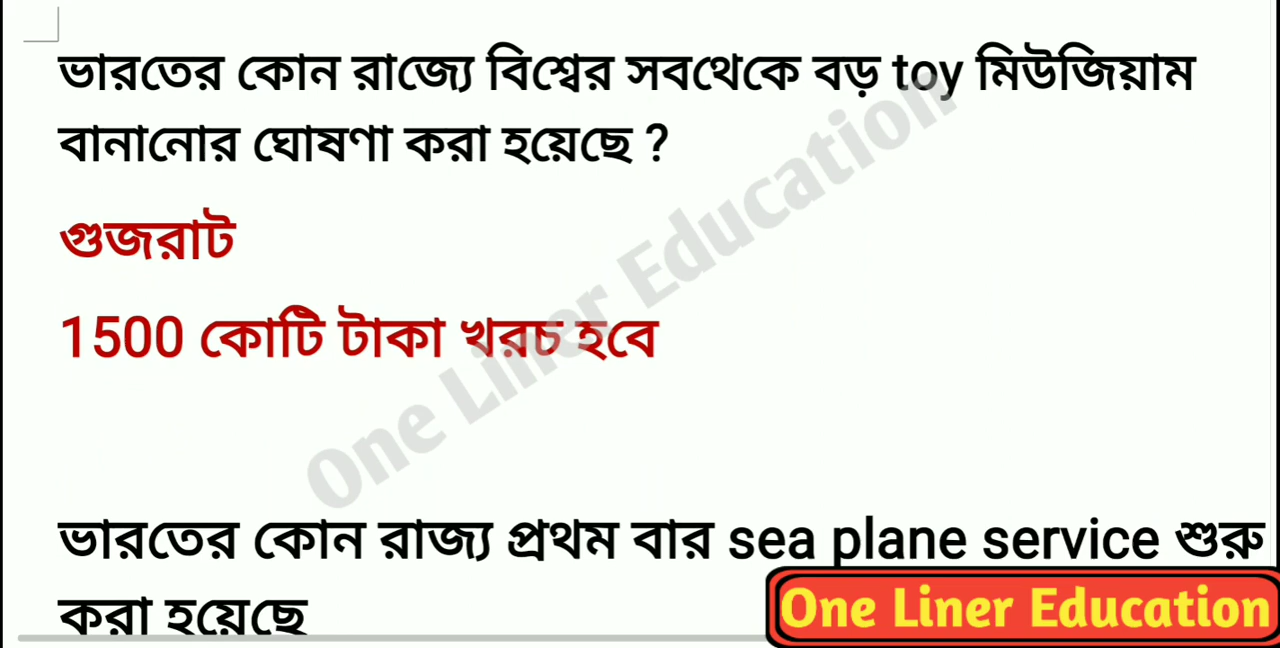 ভারতের কোন রাজ্যে বিশ্বের সবথেকে বড় toy মিউজিয়াম
বানানোর ঘোষণা করা হয়েছে ?
গুজরাট
1500 কোটি টাকা খরচ হবে
One Liner Education
ভারতের কোন রাজ্য প্রথম বার sea plane service শুরু
করা হয়েছে
One Liner Education